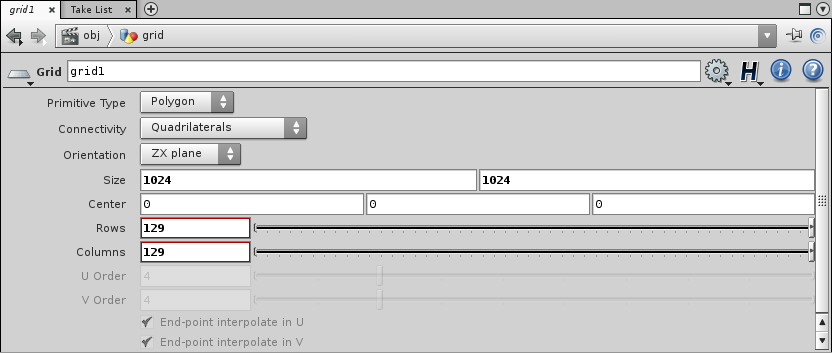 grid1 × Take List ×
obj grid
Grid grid1
Primitive Type Polygon
Connectivity Quadrilaterals
Orientation ZX plane
Size 1024 1024
Center 0 0 0
Rows 129
Columns 129
U Order 4
V Order 4
End-point interpolate in U
End-point interpolate in V